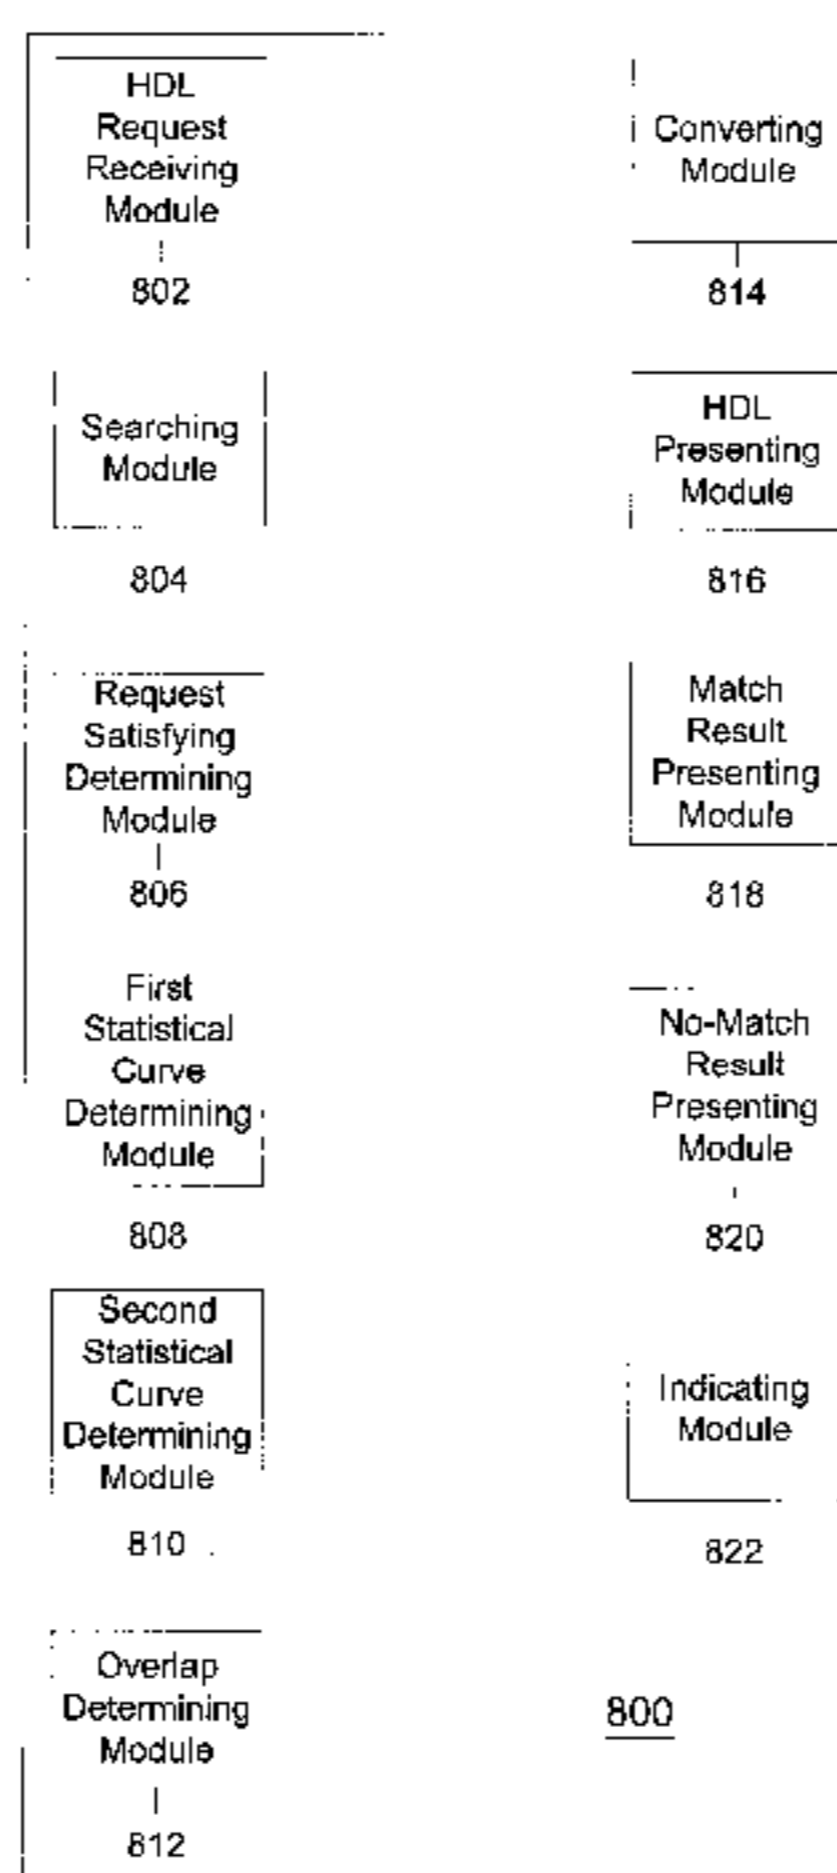 HDL
Request
Receiving
Module
802
Searching
Module
804
Request
Satisfying
Determining
Module
806
First
Statistical
Curve
Determining
Module
808
Second
Statistical
Curve
Determining
Module
810
Overlap
Determining
Module
812
Converting
Module
814
HDL
Presenting
Module
816
Match
Result
Presenting
Module
818
No-Match
Result
Presenting
Module
820
Indicating
Module
822
800